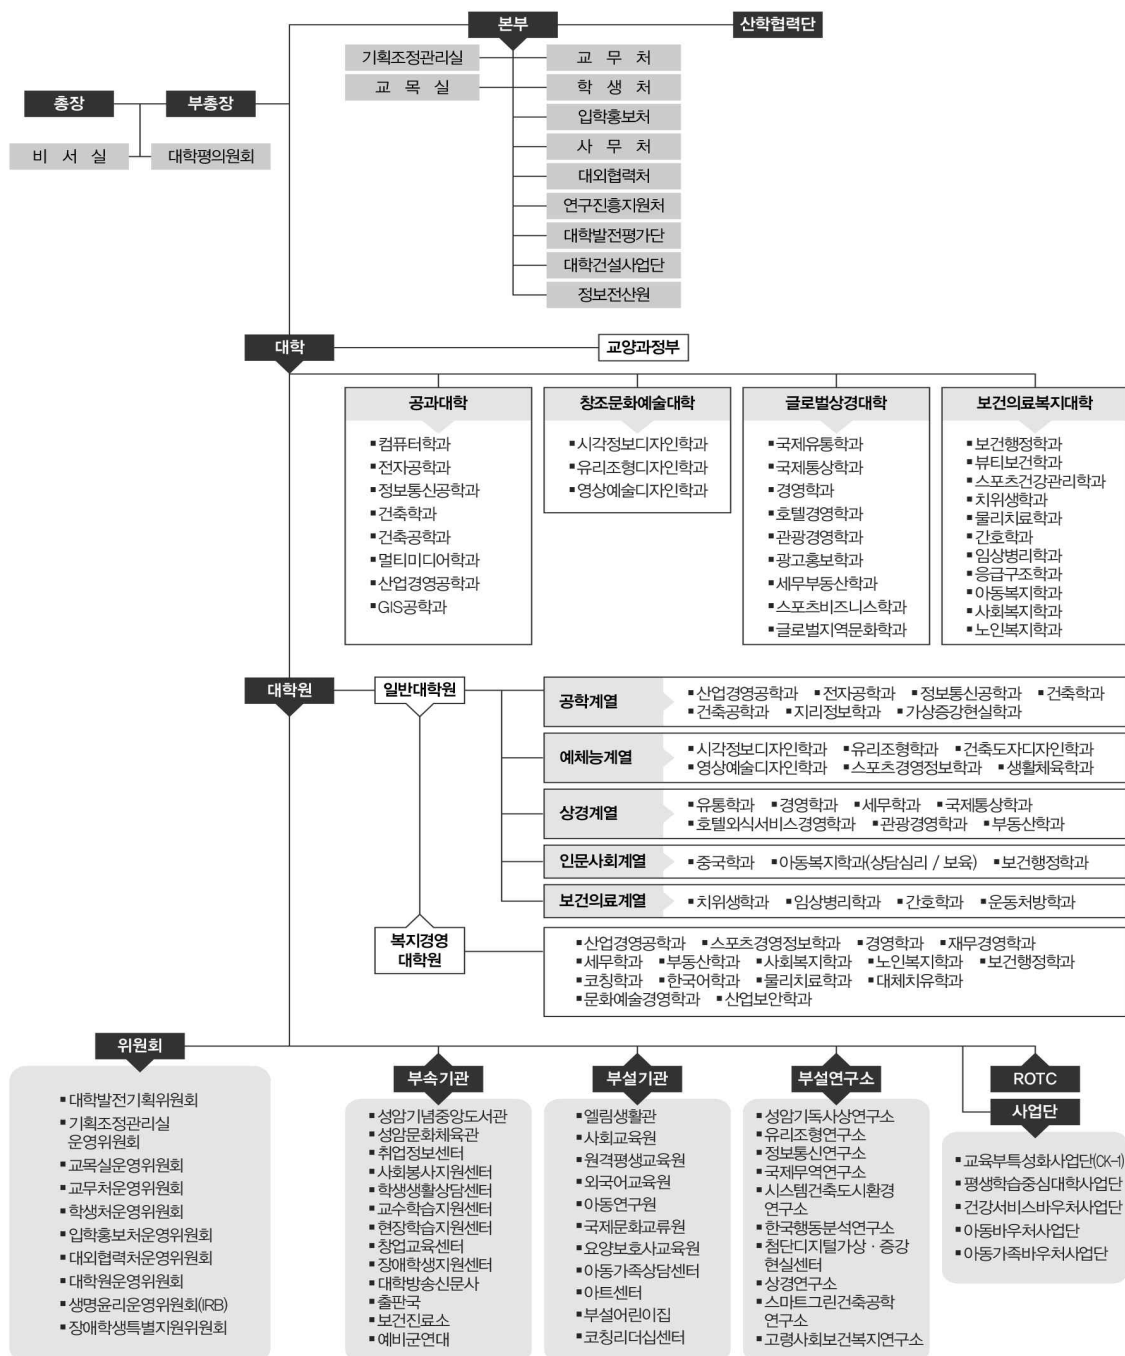 본부
산학협력단
기획조정관리실
교 무 처
교 목 실
학 생 처
총장
부총장
입학홍보처
비 서 실
대학평의원회
사 무 처
대외협력처
연구진흥지원처
대학발전평가단
대학건설사업단
정보전산원
대학
교양과정부
공과대학
▪컴퓨터학과
▪전자공학과
▪정보통신공학과
▪건축학과
▪건축공학과
▪멀티미디어학과
▪산업경영공학과
▪GIS공학과
창조문화예술대학
▪시각정보디자인학과
▪유리조형디자인학과
▪영상예술디자인학과
글로벌상경대학
▪국제유통학과
▪국제통상학과
▪경영학과
▪호텔경영학과
▪관광경영학과
▪광고홍보학과
▪세무부동산학과
▪스포츠비즈니스학과
▪글로벌지역문화학과
보건의료복지대학
▪보건행정학과
▪뷰티보건학과
▪스포츠건강관리학과
▪치위생학과
▪물리치료학과
▪간호학과
▪임상병리학과
▪응급구조학과
▪아동복지학과
▪사회복지학과
▪노인복지학과
대학원
일반대학원
공학계열
▪산업경영공학과 ▪전자공학과 ▪정보통신공학과 ▪건축학과
▪건축공학과 ▪지리정보학과 ▪가상증강현실학과
예체능계열
▪시각정보디자인학과 ▪유리조형학과 ▪건축도자디자인학과
▪영상예술디자인학과 ▪스포츠경영정보학과 ▪생활체육학과
상경계열
▪유통학과 ▪경영학과 ▪세무학과 ▪국제통상학과
▪호텔외식서비스경영학과 ▪관광경영학과 ▪부동산학과
인문사회계열
▪중국학과 ▪아동복지학과(상담심리 / 보육) ▪보건행정학과
보건의료계열
▪치위생학과 ▪임상병리학과 ▪간호학과 ▪운동처방학과
복지경영
대학원
▪산업경영공학과 ▪스포츠경영정보학과 ▪경영학과 ▪재무경영학과
▪세무학과 ▪부동산학과 ▪사회복지학과 ▪노인복지학과 ▪보건행정학과
▪코칭학과 ▪한국어학과 ▪물리치료학과 ▪대체치유학과
▪문화예술경영학과 ▪산업보안학과
위원회
▪대학발전기획위원회
▪기획조정관리실
운영위원회
▪교목실운영위원회
▪교무처운영위원회
▪학생처운영위원회
▪입학홍보처운영위원회
▪대외협력처운영위원회
▪대학원운영위원회
▪생명윤리운영위원회(IRB)
▪장애학생특별지원위원회
부속기관
▪성암기념중앙도서관
▪성암문화체육관
▪취업정보센터
▪사회봉사지원센터
▪학생생활상담센터
▪교수학습지원센터
▪현장학습지원센터
▪창업교육센터
▪장애학생지원센터
▪대학방송신문사
▪출판국
▪보건진료소
▪예비군연대
부설기관
▪엘림생활관
▪사회교육원
▪원격평생교육원
▪외국어교육원
▪아동연구원
▪국제문화교류원
▪요양보호사교육원
▪아동가족상담센터
▪아트센터
▪부설어린이집
▪코칭리더십센터
부설연구소
▪성암기독사상연구소
▪유리조형연구소
▪정보통신연구소
▪국제무역연구소
▪시스템건축도시환경
연구소
▪한국행동분석연구소
▪첨단디지털가상 · 증강
현실센터
▪상경연구소
▪스마트그린건축공학
연구소
▪고령사회보건복지연구소
ROTC
사업단
▪교육부특성화사업단(CK-1)
▪평생학습중심대학사업단
▪건강서비스바우처사업단
▪아동바우처사업단
▪아동가족바우처사업단